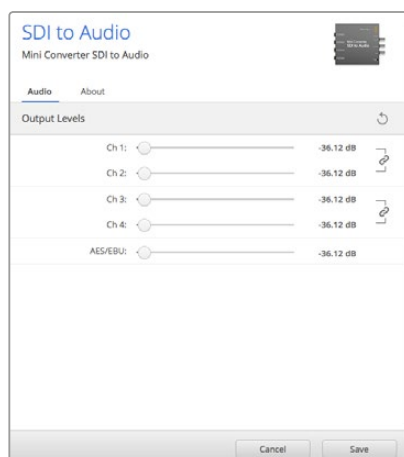 SDI to Audio
Mini Converter SDI to Audio
Audio About
Output Levels
Ch 1: -36.12 dB
Ch 2: -36.12 dB
Ch 3: -36.12 dB
Ch 4: -36.12 dB
AES/EBU: -36.12 dB
Cancel Save